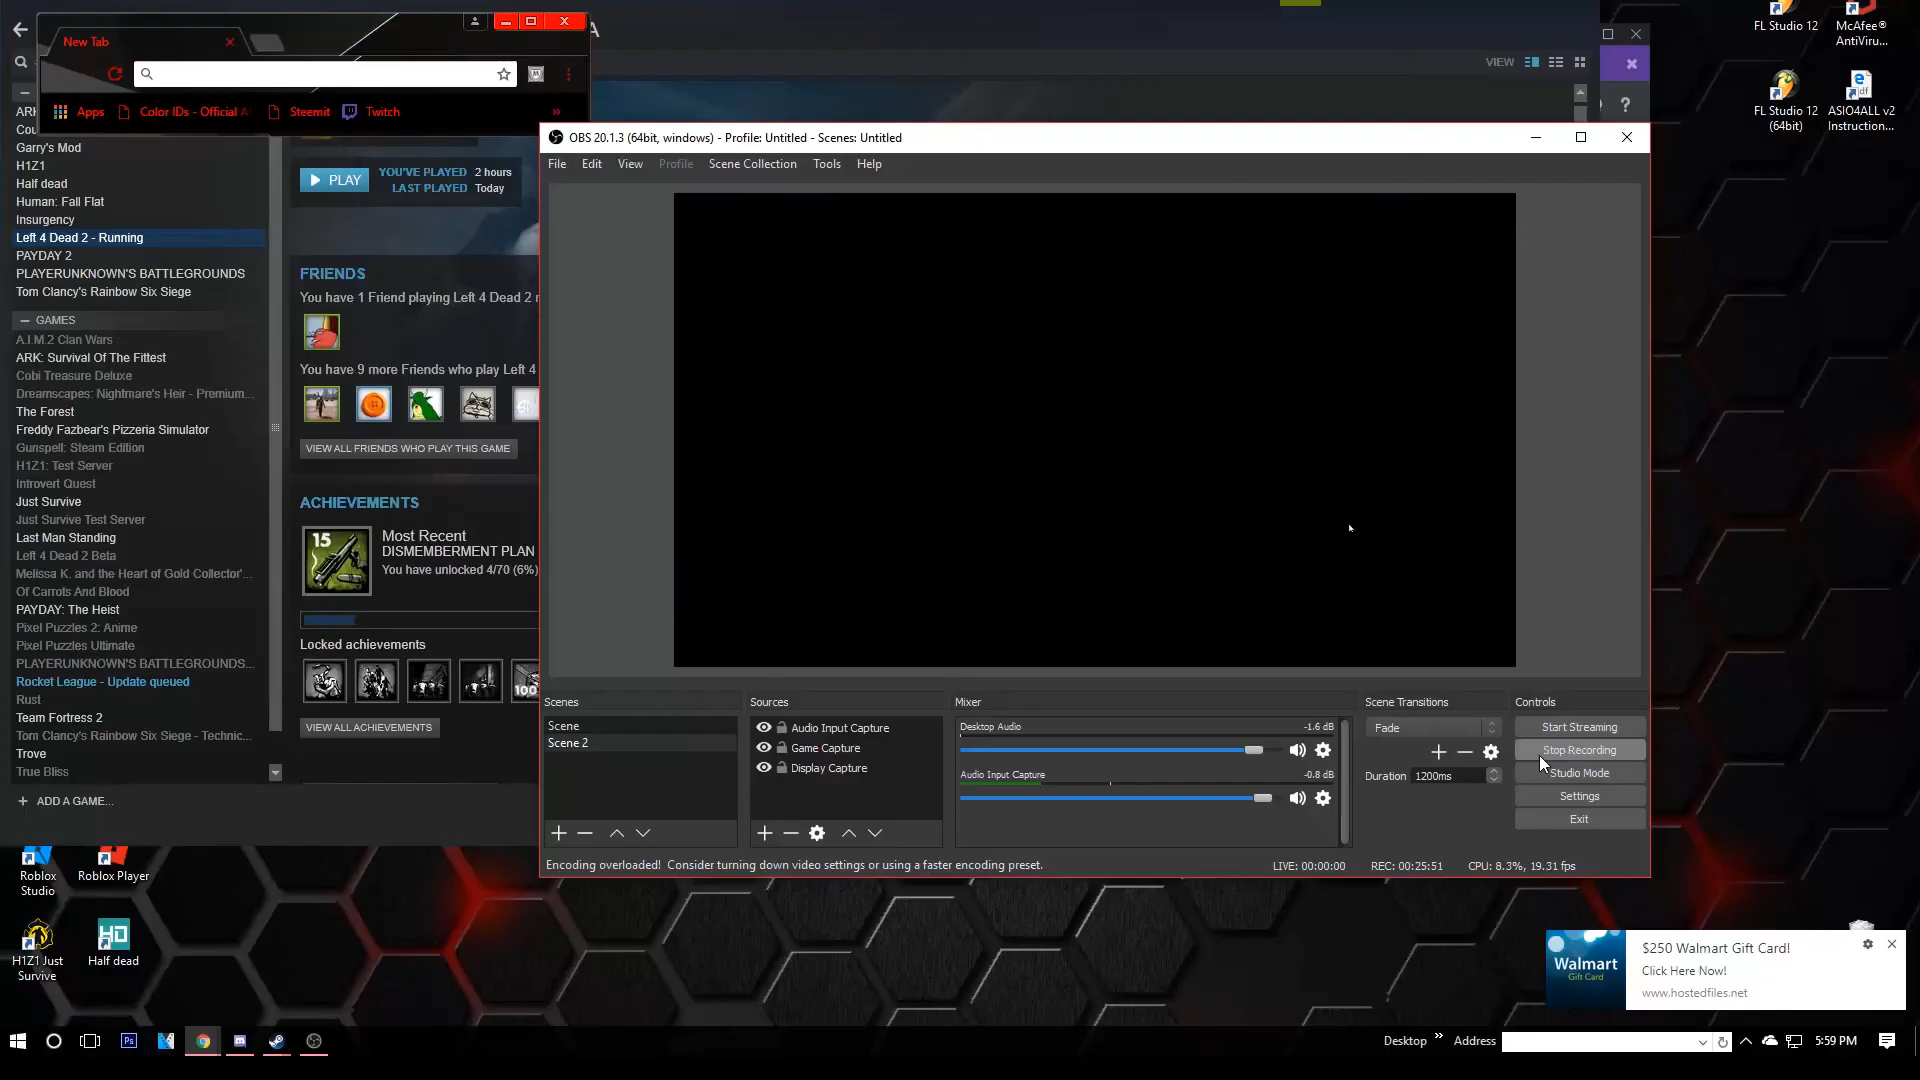 New Tab
Apps
Color IDs - Official A
Steemit
Twitch
»
A
VIEW
?
ARK
Cou
Garry's Mod
H1Z1
Half dead
Human: Fall Flat
Insurgency
Left 4 Dead 2 - Running
PAYDAY 2
PLAYERUNKNOWN'S BATTLEGROUNDS
Tom Clancy's Rainbow Six Siege
GAMES
A.I.M.2 Clan Wars
ARK: Survival Of The Fittest
Cobi Treasure Deluxe
Dreamscapes: Nightmare's Heir - Premium...
The Forest
Freddy Fazbear's Pizzeria Simulator
Gunspell: Steam Edition
H1Z1: Test Server
Introvert Quest
Just Survive
Just Survive Test Server
Last Man Standing
Left 4 Dead 2 Beta
Melissa K. and the Heart of Gold Collector'...
Of Carrots And Blood
PAYDAY: The Heist
Pixel Puzzles 2: Anime
Pixel Puzzles Ultimate
PLAYERUNKNOWN'S BATTLEGROUNDS...
Rocket League - Update queued
Rust
Team Fortress 2
Tom Clancy's Rainbow Six Siege - Technic...
Trove
True Bliss
ADD A GAME...
PLAY
YOU'VE PLAYED 2 hours
LAST PLAYED Today
FRIENDS
You have 1 Friend playing Left 4 Dead 2
You have 9 more Friends who play Left 4
VIEW ALL FRIENDS WHO PLAY THIS GAME
ACHIEVEMENTS
15
Most Recent
DISMEMBERMENT PLAN
You have unlocked 4/70 (6%)
Locked achievements
100
VIEW ALL ACHIEVEMENTS
OBS 20.1.3 (64bit, windows) - Profile: Untitled - Scenes: Untitled
File Edit View Profile Scene Collection Tools Help
Scenes
Scene
Scene 2
Sources
Audio Input Capture
Game Capture
Display Capture
Mixer
Desktop Audio -1.6 dB
Audio Input Capture -0.8 dB
Scene Transitions
Fade
Duration 1200ms
Controls
Start Streaming
Stop Recording
Studio Mode
Settings
Exit
Encoding overloaded! Consider turning down video settings or using a faster encoding preset.
LIVE: 00:00:00
REC: 00:25:51
CPU: 8.3%, 19.31 fps
FL Studio 12
McAfee®
AntiViru...
FL Studio 12
(64bit)
ASIO4ALL v2
Instruction...
Roblox
Studio
Roblox Player
H1Z1 Just
Survive
HD
Half dead
Walmart
Gift Card
$250 Walmart Gift Card!
Click Here Now!
www.hostedfiles.net
Ps
Desktop »
Address
5:59 PM